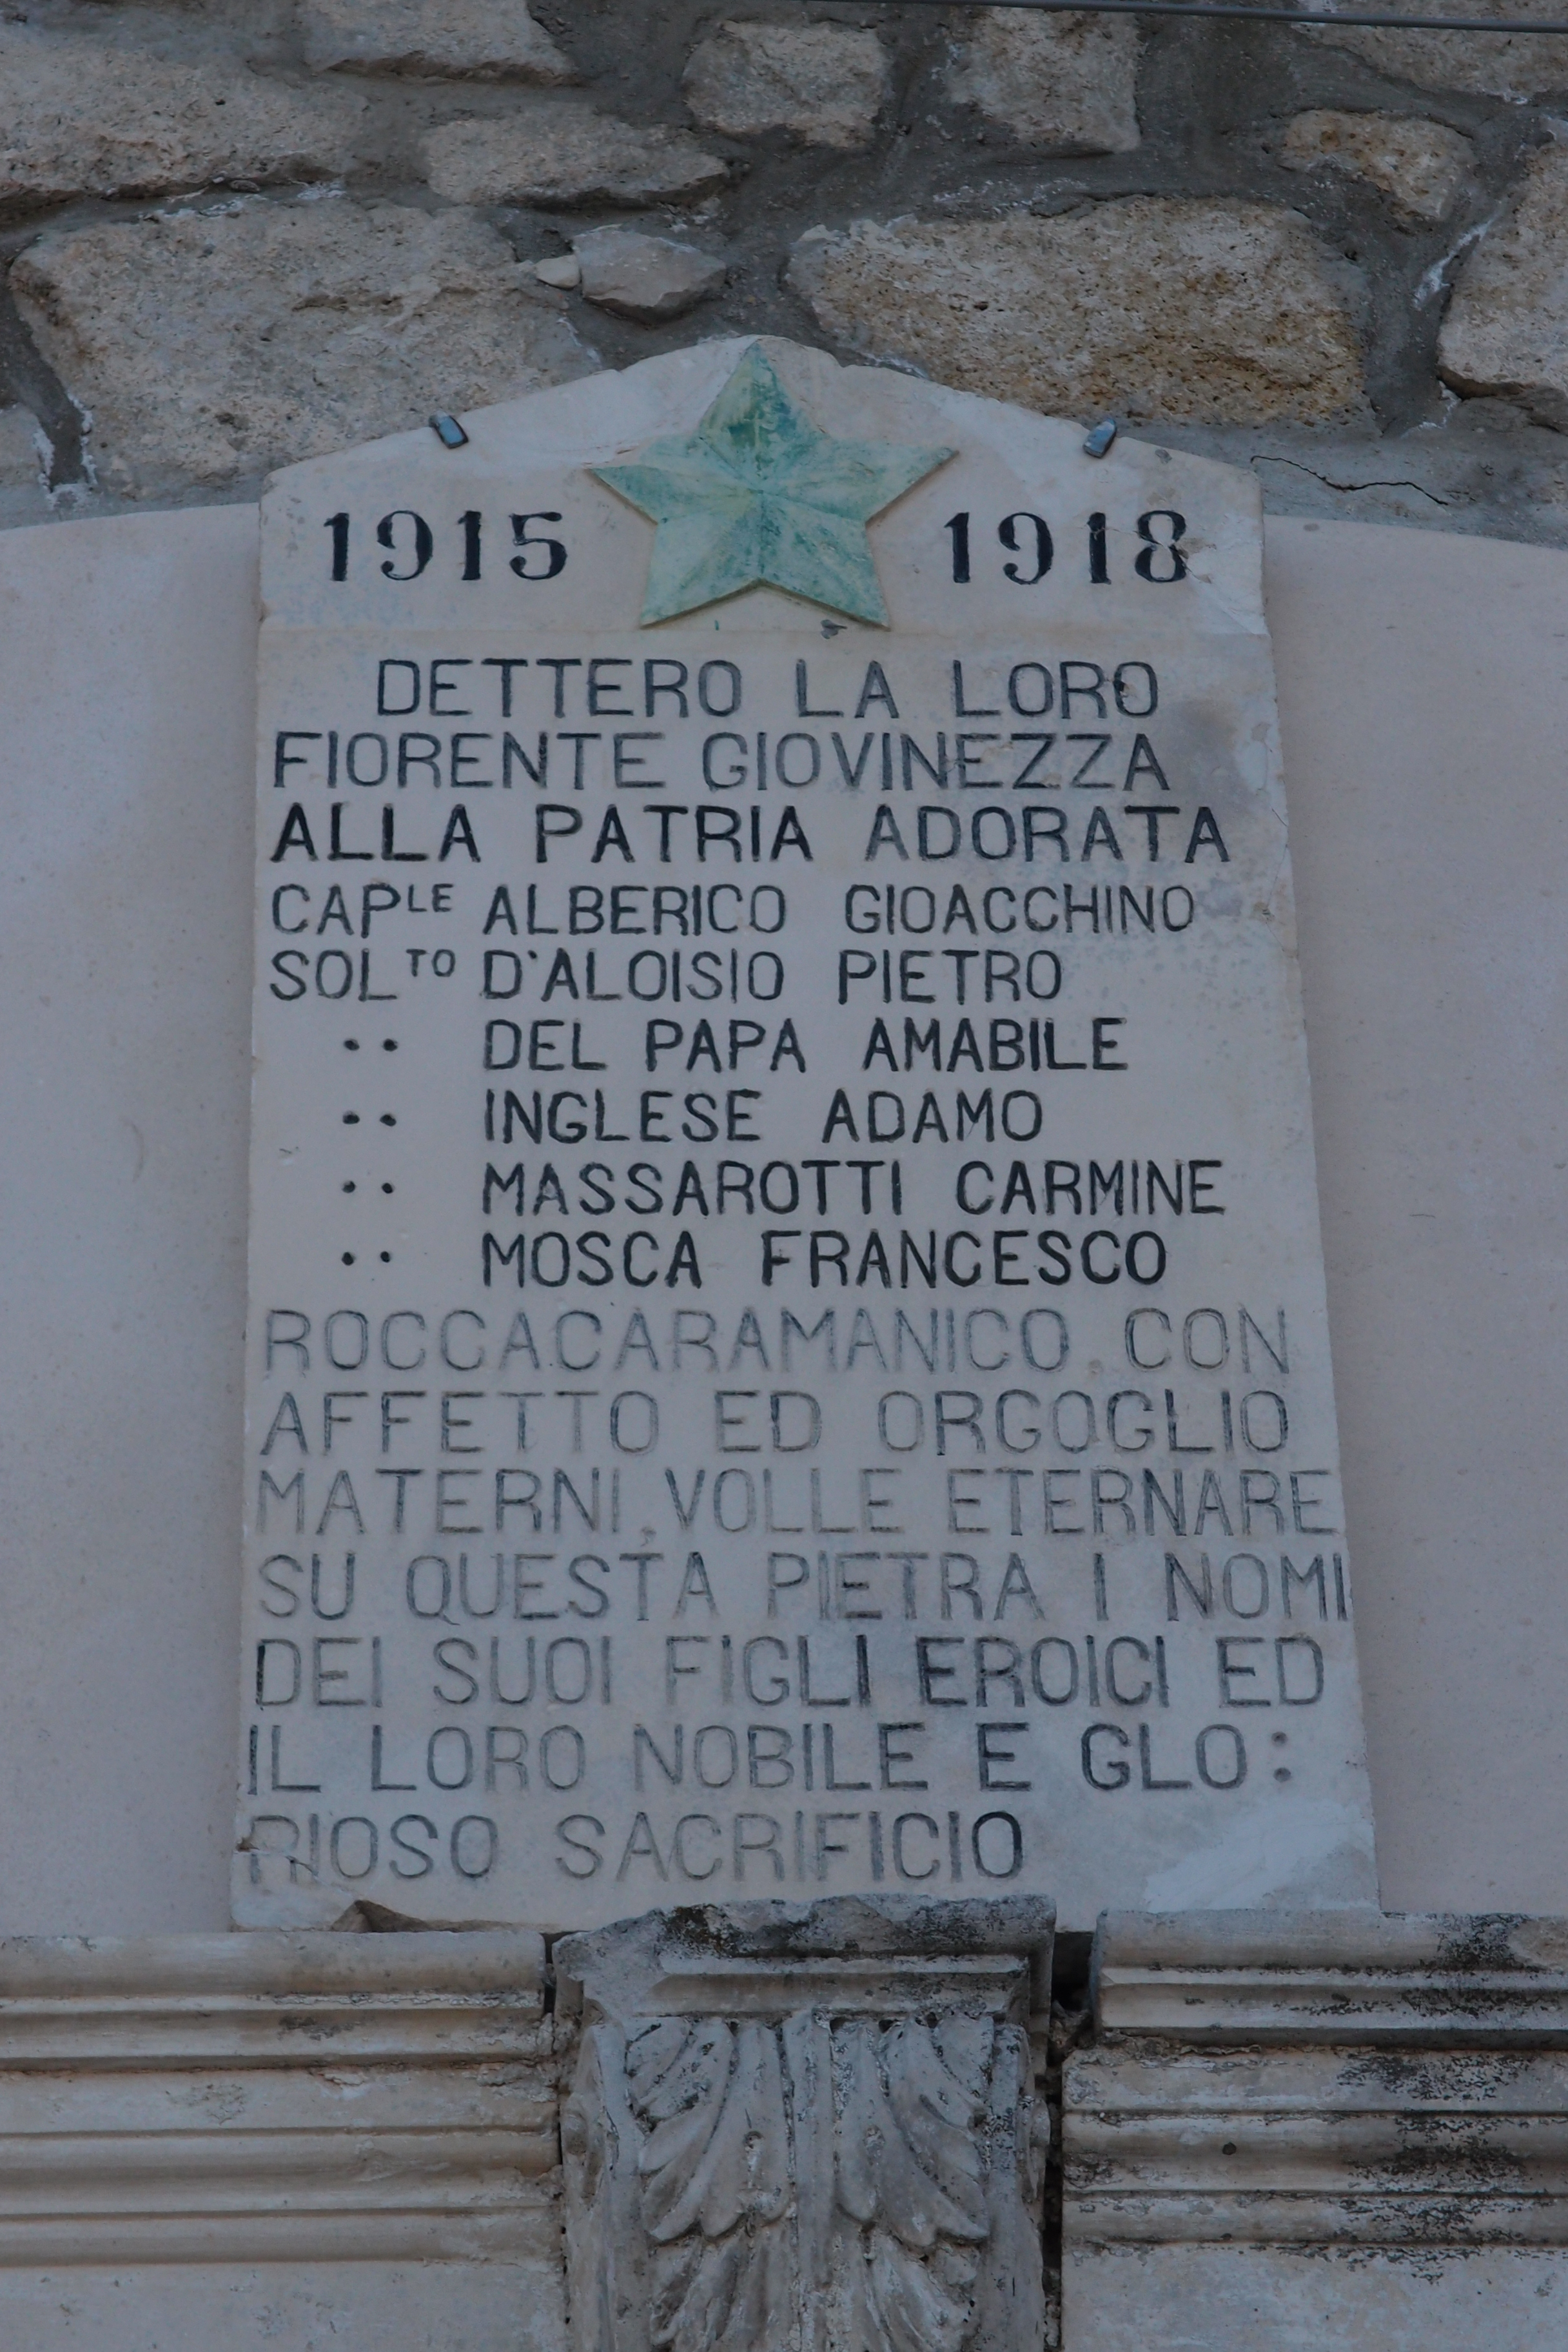 1915 1918
DETTERO LA LORO
FIORENTE GIOVINEZZA
ALLA PATRIA ADORATA
CAPLE ALBERICO GIOACCHINO
SOLTO D'ALOISIO PIETRO
·· DEL PAPA AMABILE
·· INGLESE ADAMO
·· MASSAROTTI CARMINE
·· MOSCA FRANCESCO
ROCCACARAMANICO CON
AFFETTO ED ORGOGLIO
MATERNI, VOLLE ETERNARE
SU QUESTA PIETRA I NOMI
DEI SUOI FIGLI EROICI ED
IL LORO NOBILE E GLO:
RIOSO SACRIFICIO